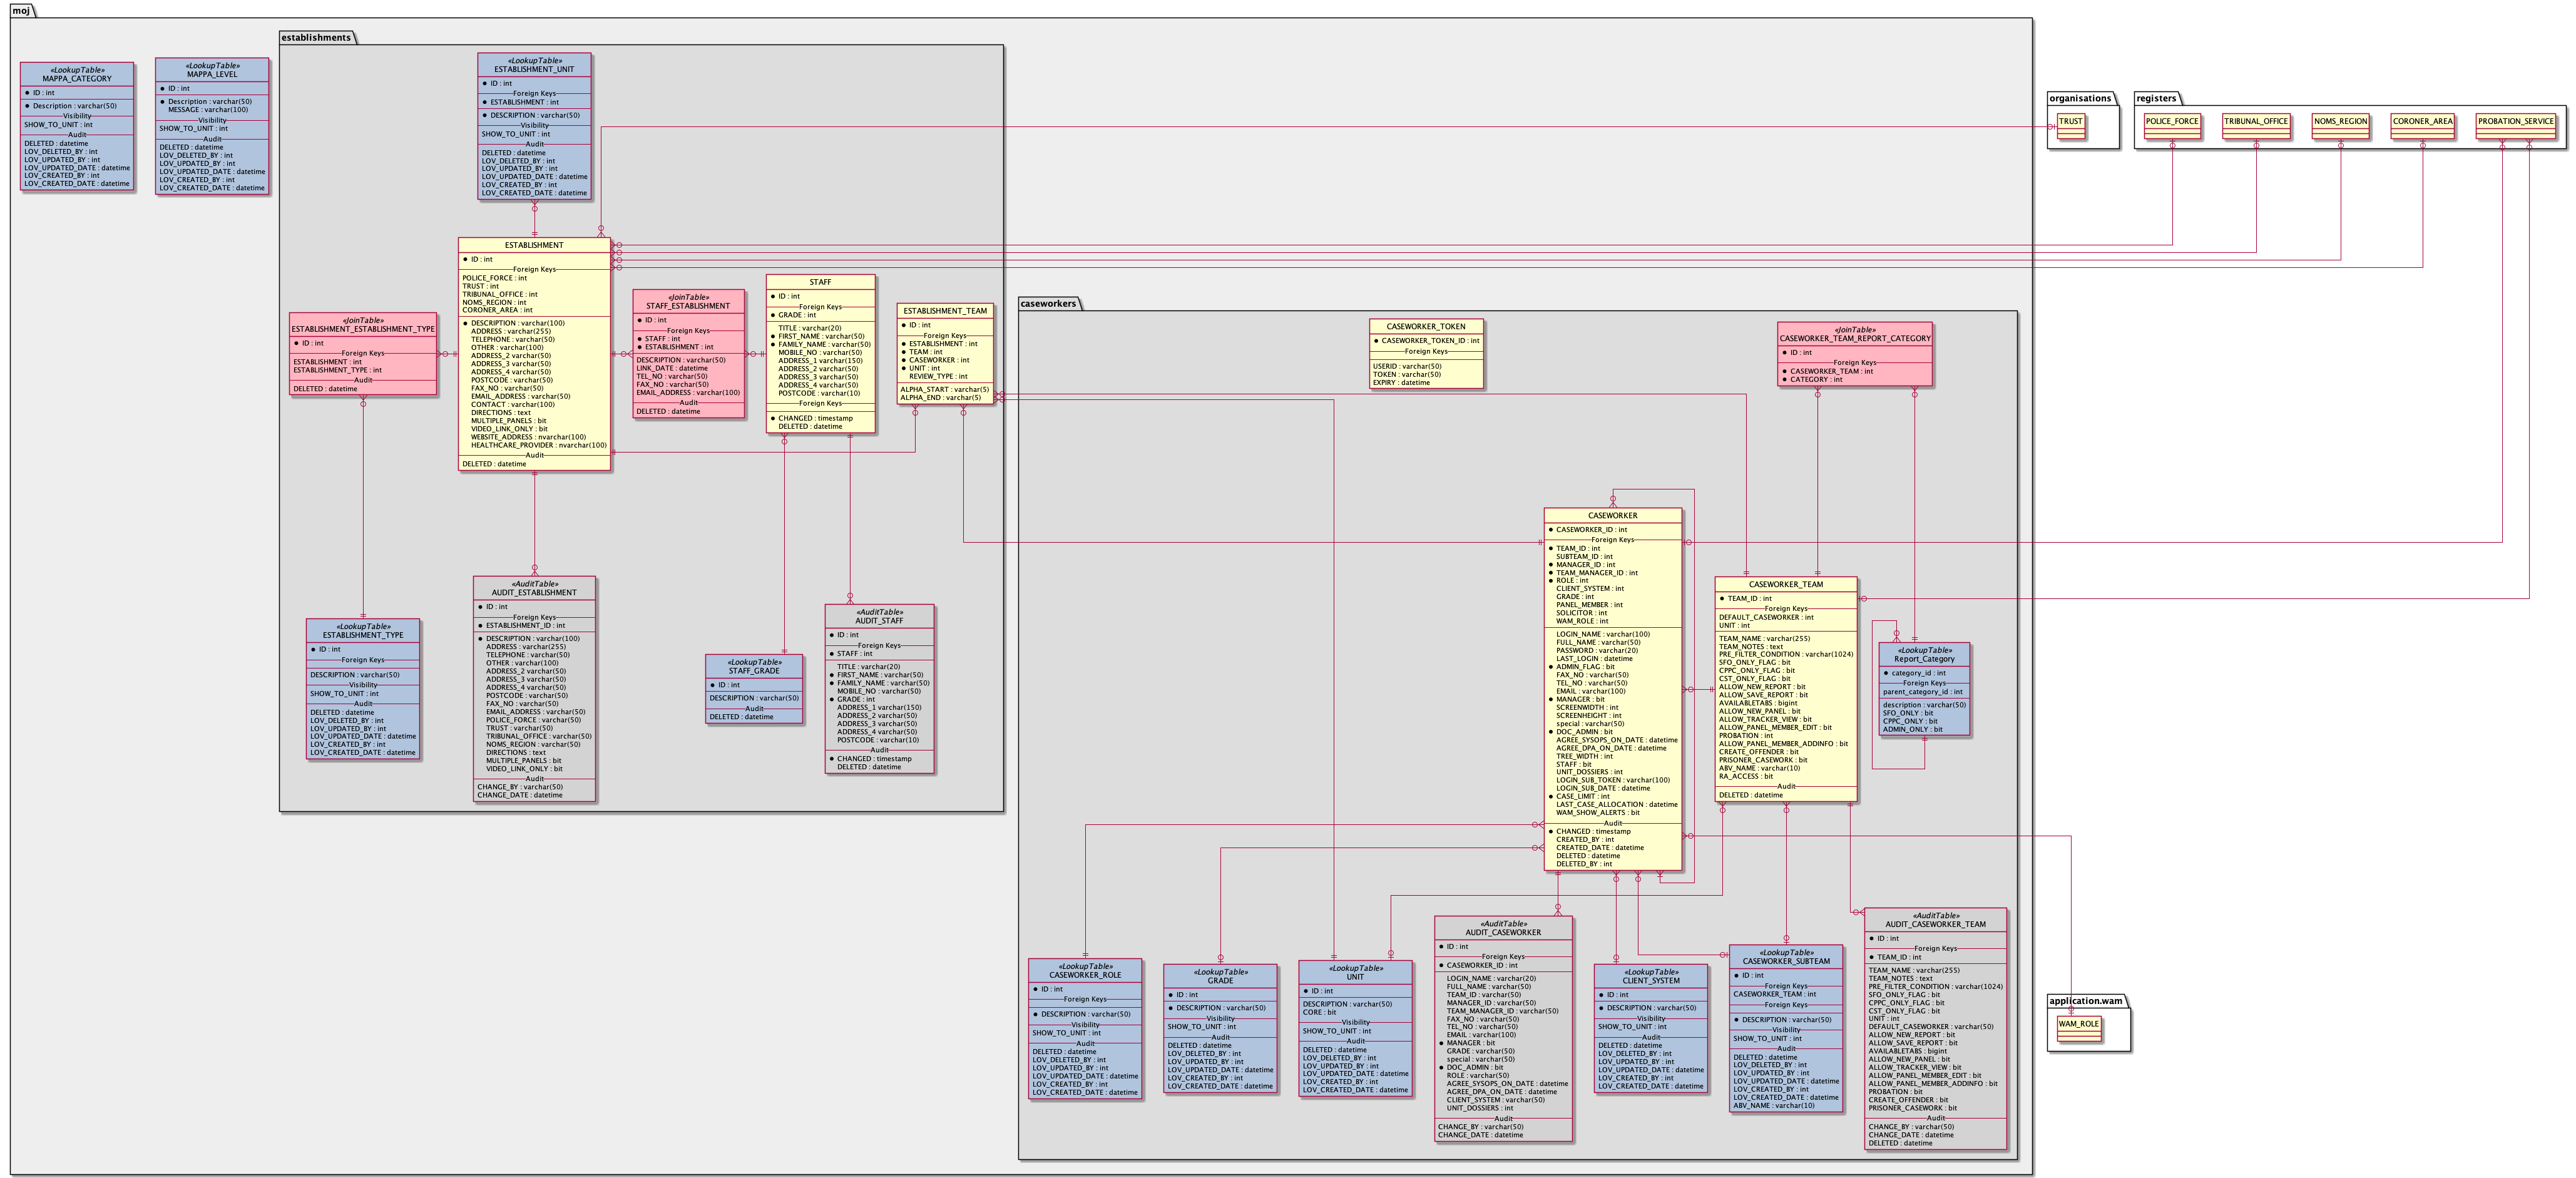 moj
establishments
«LookupTable»
MAPPA_CATEGORY
ID : int
Description : varchar(50)
Visibility
SHOW_TO_UNIT : int
Audit
DELETED : datetime
LOV_DELETED_BY : int
LOV_UPDATED_BY : int
LOV_UPDATED_DATE : datetime
LOV_CREATED_BY : int
LOV_CREATED_DATE : datetime
«LookupTable»
MAPPA_LEVEL
ID : int
Description : varchar(50)
MESSAGE : varchar(100)
Visibility
SHOW_TO_UNIT : int
Audit
DELETED : datetime
LOV_DELETED_BY : int
LOV_UPDATED_BY : int
LOV_UPDATED_DATE : datetime
LOV_CREATED_BY : int
LOV_CREATED_DATE : datetime
«LookupTable»
ESTABLISHMENT_UNIT
ID : int
Foreign Keys
ESTABLISHMENT : int
DESCRIPTION : varchar(50)
Visibility
SHOW_TO_UNIT : int
Audit
DELETED : datetime
LOV_DELETED_BY : int
LOV_UPDATED_BY : int
LOV_UPDATED_DATE : datetime
LOV_CREATED_BY : int
LOV_CREATED_DATE : datetime
organisations
TRUST
registers
POLICE_FORCE
TRIBUNAL_OFFICE
NOMS_REGION
CORONER_AREA
PROBATION_SERVICE
ESTABLISHMENT
ID : int
Foreign Keys
POLICE_FORCE : int
TRUST : int
TRIBUNAL_OFFICE : int
NOMS_REGION : int
CORONER_AREA : int
DESCRIPTION : varchar(100)
ADDRESS : varchar(255)
TELEPHONE : varchar(50)
OTHER : varchar(100)
ADDRESS_2 varchar(50)
ADDRESS_3 varchar(50)
ADDRESS_4 varchar(50)
POSTCODE : varchar(50)
FAX_NO : varchar(50)
EMAIL_ADDRESS : varchar(50)
CONTACT : varchar(100)
DIRECTIONS : text
MULTIPLE_PANELS : bit
VIDEO_LINK_ONLY : bit
WEBSITE_ADDRESS : nvarchar(100)
HEALTHCARE_PROVIDER : nvarchar(100)
Audit
DELETED : datetime
«JoinTable»
ESTABLISHMENT_ESTABLISHMENT_TYPE
ID : int
Foreign Keys
ESTABLISHMENT : int
ESTABLISHMENT_TYPE : int
Audit
DELETED : datetime
«JoinTable»
STAFF_ESTABLISHMENT
ID : int
Foreign Keys
STAFF : int
ESTABLISHMENT : int
DESCRIPTION : varchar(50)
LINK_DATE : datetime
TEL_NO : varchar(50)
FAX_NO : varchar(50)
EMAIL_ADDRESS : varchar(100)
Audit
DELETED : datetime
STAFF
ID : int
Foreign Keys
GRADE : int
TITLE : varchar(20)
FIRST_NAME : varchar(50)
FAMILY_NAME : varchar(50)
MOBILE_NO : varchar(50)
ADDRESS_1 varchar(150)
ADDRESS_2 varchar(50)
ADDRESS_3 varchar(50)
ADDRESS_4 varchar(50)
POSTCODE : varchar(10)
Foreign Keys
CHANGED : timestamp
DELETED : datetime
ESTABLISHMENT_TEAM
ID : int
Foreign Keys
ESTABLISHMENT : int
TEAM : int
CASEWORKER : int
UNIT : int
REVIEW_TYPE : int
ALPHA_START : varchar(5)
ALPHA_END : varchar(5)
«LookupTable»
ESTABLISHMENT_TYPE
ID : int
Foreign Keys
DESCRIPTION : varchar(50)
Visibility
SHOW_TO_UNIT : int
Audit
DELETED : datetime
LOV_DELETED_BY : int
LOV_UPDATED_BY : int
LOV_UPDATED_DATE : datetime
LOV_CREATED_BY : int
LOV_CREATED_DATE : datetime
«AuditTable»
AUDIT_ESTABLISHMENT
ID : int
Foreign Keys
ESTABLISHMENT_ID : int
DESCRIPTION : varchar(100)
ADDRESS : varchar(255)
TELEPHONE : varchar(50)
OTHER : varchar(100)
ADDRESS_2 varchar(50)
ADDRESS_3 varchar(50)
ADDRESS_4 varchar(50)
POSTCODE : varchar(50)
FAX_NO : varchar(50)
EMAIL_ADDRESS : varchar(50)
POLICE_FORCE : varchar(50)
TRUST : varchar(50)
TRIBUNAL_OFFICE : varchar(50)
NOMS_REGION : varchar(50)
DIRECTIONS : text
MULTIPLE_PANELS : bit
VIDEO_LINK_ONLY : bit
Audit
CHANGE_BY : varchar(50)
CHANGE_DATE : datetime
«LookupTable»
STAFF_GRADE
ID : int
DESCRIPTION : varchar(50)
Audit
DELETED : datetime
«AuditTable»
AUDIT_STAFF
ID : int
Foreign Keys
STAFF : int
TITLE : varchar(20)
FIRST_NAME : varchar(50)
FAMILY_NAME : varchar(50)
MOBILE_NO : varchar(50)
GRADE : int
ADDRESS_1 varchar(150)
ADDRESS_2 varchar(50)
ADDRESS_3 varchar(50)
ADDRESS_4 varchar(50)
POSTCODE : varchar(10)
Audit
CHANGED : timestamp
DELETED : datetime
caseworkers
CASEWORKER_TOKEN
CASEWORKER_TOKEN_ID : int
Foreign Keys
USERID : varchar(50)
TOKEN : varchar(50)
EXPIRY : datetime
«JoinTable»
CASEWORKER_TEAM_REPORT_CATEGORY
ID : int
Foreign Keys
CASEWORKER_TEAM : int
CATEGORY : int
CASEWORKER
CASEWORKER_ID : int
Foreign Keys
TEAM_ID : int
SUBTEAM_ID : int
MANAGER_ID : int
TEAM_MANAGER_ID : int
ROLE : int
CLIENT_SYSTEM : int
GRADE : int
PANEL_MEMBER : int
SOLICITOR : int
WAM_ROLE : int
LOGIN_NAME : varchar(100)
FULL_NAME : varchar(50)
PASSWORD : varchar(20)
LAST_LOGIN : datetime
ADMIN_FLAG : bit
FAX_NO : varchar(50)
TEL_NO : varchar(50)
EMAIL : varchar(100)
MANAGER : bit
SCREENWIDTH : int
SCREENHEIGHT : int
special : varchar(50)
DOC_ADMIN : bit
AGREE_SYSOPS_ON_DATE : datetime
AGREE_DPA_ON_DATE : datetime
TREE_WIDTH : int
STAFF : bit
UNIT_DOSSIERS : int
LOGIN_SUB_TOKEN : varchar(100)
LOGIN_SUB_DATE : datetime
CASE_LIMIT : int
LAST_CASE_ALLOCATION : datetime
WAM_SHOW_ALERTS : bit
Audit
CHANGED : timestamp
CREATED_BY : int
CREATED_DATE : datetime
DELETED : datetime
DELETED_BY : int
CASEWORKER_TEAM
TEAM_ID : int
Foreign Keys
DEFAULT_CASEWORKER : int
UNIT : int
TEAM_NAME : varchar(255)
TEAM_NOTES : text
PRE_FILTER_CONDITION : varchar(1024)
SFO_ONLY_FLAG : bit
CPPC_ONLY_FLAG : bit
CST_ONLY_FLAG : bit
ALLOW_NEW_REPORT : bit
ALLOW_SAVE_REPORT : bit
AVAILABLETABS : bigint
ALLOW_NEW_PANEL : bit
ALLOW_TRACKER_VIEW : bit
ALLOW_PANEL_MEMBER_EDIT : bit
PROBATION : int
ALLOW_PANEL_MEMBER_ADDINFO : bit
CREATE_OFFENDER : bit
PRISONER_CASEWORK : bit
ABV_NAME : varchar(10)
RA_ACCESS : bit
Audit
DELETED : datetime
«LookupTable»
Report_Category
category_id : int
Foreign Keys
parent_category_id : int
description : varchar(50)
SFO_ONLY : bit
CPPC_ONLY : bit
ADMIN_ONLY : bit
«LookupTable»
CASEWORKER_ROLE
ID : int
Foreign Keys
DESCRIPTION : varchar(50)
Visibility
SHOW_TO_UNIT : int
Audit
DELETED : datetime
LOV_DELETED_BY : int
LOV_UPDATED_BY : int
LOV_UPDATED_DATE : datetime
LOV_CREATED_BY : int
LOV_CREATED_DATE : datetime
«LookupTable»
GRADE
ID : int
DESCRIPTION : varchar(50)
Visibility
SHOW_TO_UNIT : int
Audit
DELETED : datetime
LOV_DELETED_BY : int
LOV_UPDATED_BY : int
LOV_UPDATED_DATE : datetime
LOV_CREATED_BY : int
LOV_CREATED_DATE : datetime
«LookupTable»
UNIT
ID : int
DESCRIPTION : varchar(50)
CORE : bit
Visibility
SHOW_TO_UNIT : int
Audit
DELETED : datetime
LOV_DELETED_BY : int
LOV_UPDATED_BY : int
LOV_UPDATED_DATE : datetime
LOV_CREATED_BY : int
LOV_CREATED_DATE : datetime
«AuditTable»
AUDIT_CASEWORKER
ID : int
Foreign Keys
CASEWORKER_ID : int
LOGIN_NAME : varchar(20)
FULL_NAME : varchar(50)
TEAM_ID : varchar(50)
MANAGER_ID : varchar(50)
TEAM_MANAGER_ID : varchar(50)
FAX_NO : varchar(50)
TEL_NO : varchar(50)
EMAIL : varchar(100)
MANAGER : bit
GRADE : varchar(50)
special : varchar(50)
DOC_ADMIN : bit
ROLE : varchar(50)
AGREE_SYSOPS_ON_DATE : datetime
AGREE_DPA_ON_DATE : datetime
CLIENT_SYSTEM : varchar(50)
UNIT_DOSSIERS : int
Audit
CHANGE_BY : varchar(50)
CHANGE_DATE : datetime
«LookupTable»
CLIENT_SYSTEM
ID : int
DESCRIPTION : varchar(50)
Visibility
SHOW_TO_UNIT : int
Audit
DELETED : datetime
LOV_DELETED_BY : int
LOV_UPDATED_BY : int
LOV_UPDATED_DATE : datetime
LOV_CREATED_BY : int
LOV_CREATED_DATE : datetime
«LookupTable»
CASEWORKER_SUBTEAM
ID : int
Foreign Keys
CASEWORKER_TEAM : int
Foreign Keys
DESCRIPTION : varchar(50)
Visibility
SHOW_TO_UNIT : int
Audit
DELETED : datetime
LOV_DELETED_BY : int
LOV_UPDATED_BY : int
LOV_UPDATED_DATE : datetime
LOV_CREATED_BY : int
LOV_CREATED_DATE : datetime
ABV_NAME : varchar(10)
«AuditTable»
AUDIT_CASEWORKER_TEAM
ID : int
Foreign Keys
TEAM_ID : int
TEAM_NAME : varchar(255)
TEAM_NOTES : text
PRE_FILTER_CONDITION : varchar(1024)
SFO_ONLY_FLAG : bit
CPPC_ONLY_FLAG : bit
CST_ONLY_FLAG : bit
UNIT : int
DEFAULT_CASEWORKER : varchar(50)
ALLOW_NEW_REPORT : bit
ALLOW_SAVE_REPORT : bit
AVAILABLETABS : bigint
ALLOW_NEW_PANEL : bit
ALLOW_TRACKER_VIEW : bit
ALLOW_PANEL_MEMBER_EDIT : bit
ALLOW_PANEL_MEMBER_ADDINFO : bit
PROBATION : bit
CREATE_OFFENDER : bit
PRISONER_CASEWORK : bit
Audit
CHANGE_BY : varchar(50)
CHANGE_DATE : datetime
DELETED : datetime
application.wam
WAM_ROLE